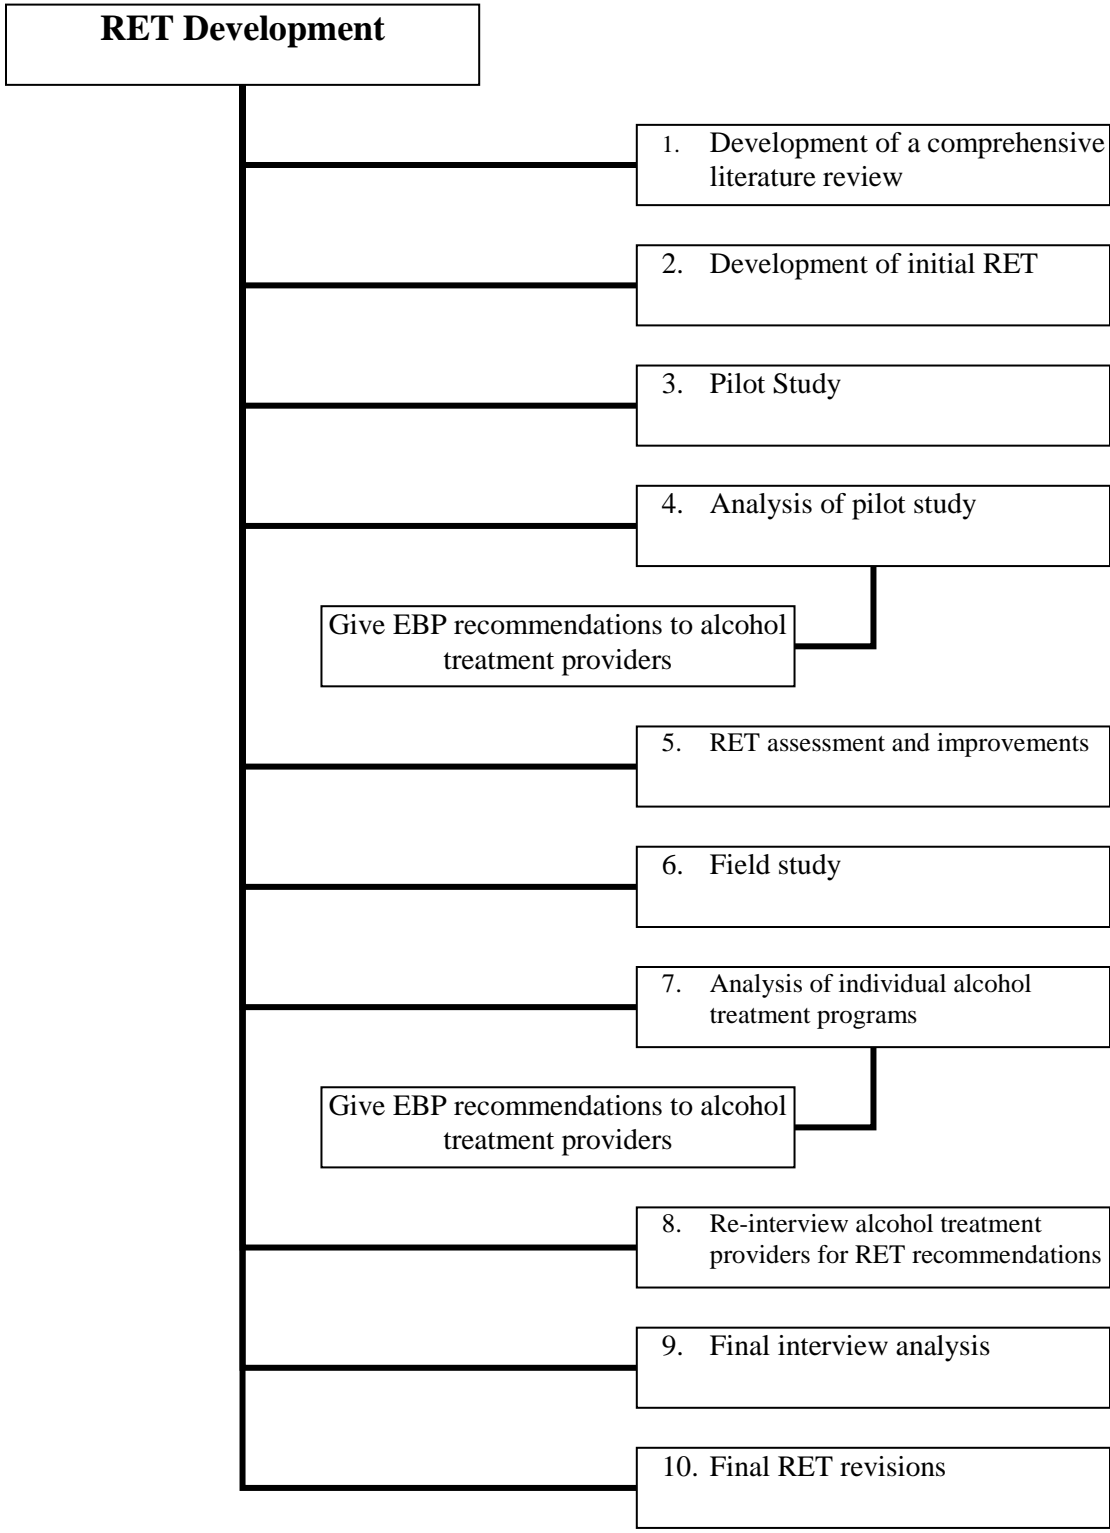 RET Development
1. Development of a comprehensive
literature review
2. Development of initial RET
3. Pilot Study
4. Analysis of pilot study
Give EBP recommendations to alcohol
treatment providers
5. RET assessment and improvements
6. Field study
7. Analysis of individual alcohol
treatment programs
Give EBP recommendations to alcohol
treatment providers
8. Re-interview alcohol treatment
providers for RET recommendations
9. Final interview analysis
10. Final RET revisions